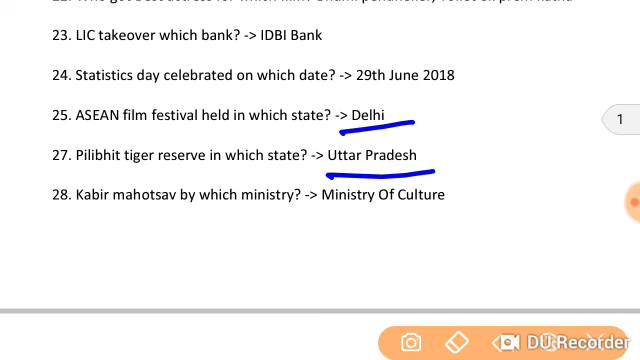 23. LIC takeover which bank? -> IDBI Bank
24. Statistics day celebrated on which date? -> 29th June 2018
25. ASEAN film festival held in which state? -> Delhi
1
27. Pilibhit tiger reserve in which state? -> Uttar Pradesh
28. Kabir mahotsav by which ministry? -> Ministry Of Culture
DU Recorder